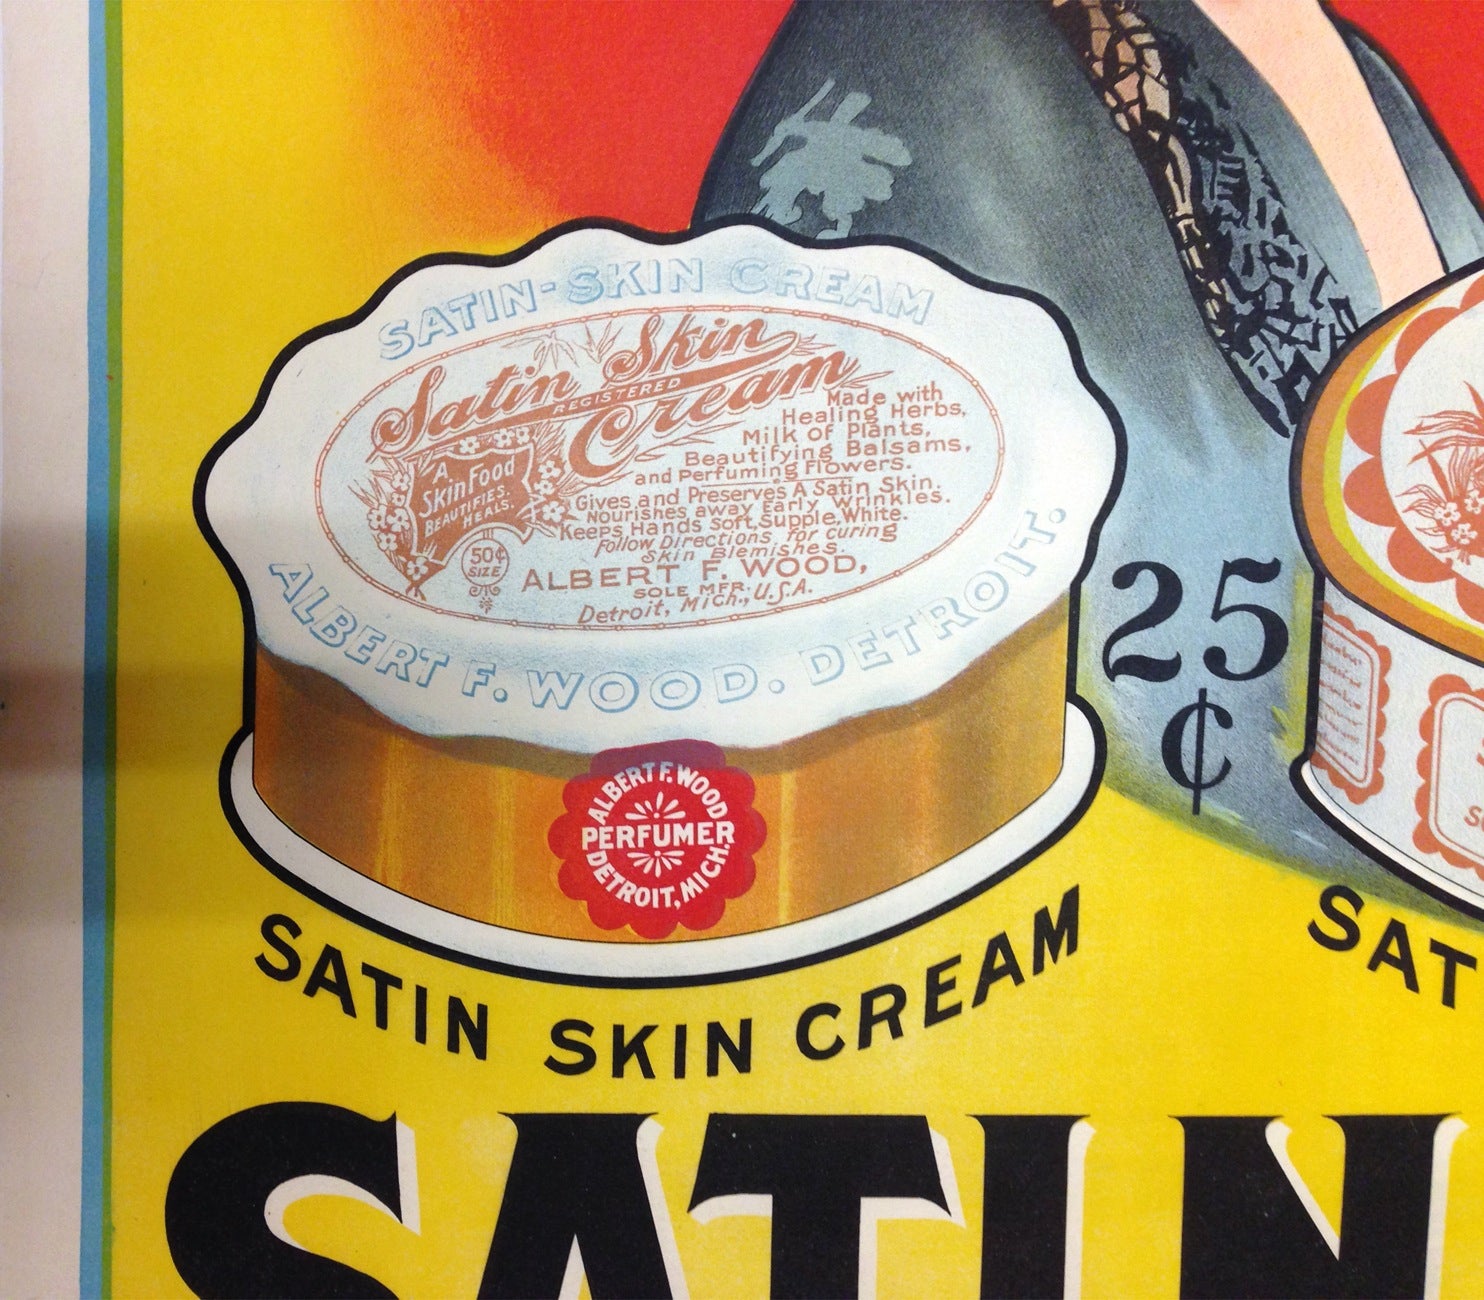 SATIN-SKIN CREAM
Satin Skin
REGISTERED
Cream
Made with
Healing Herbs,
Milk of Plants,
Beautifying Balsams,
and Perfuming Flowers.
Gives and Preserves A Satin Skin.
Nourishes away Early Wrinkles.
Keeps Hands Soft, Supple, White.
Follow Directions for curing
Skin Blemishes.
A
Skin Food
BEAUTIFIES
HEALS.
50¢
SIZE
ALBERT F. WOOD,
SOLE MFR.
Detroit, Mich., U.S.A.
ALBERT F. WOOD. DETROIT.
ALBERT F. WOOD
PERFUMER
DETROIT, MICH.
25
¢
SATIN SKIN CREAM
SAT
SATIN